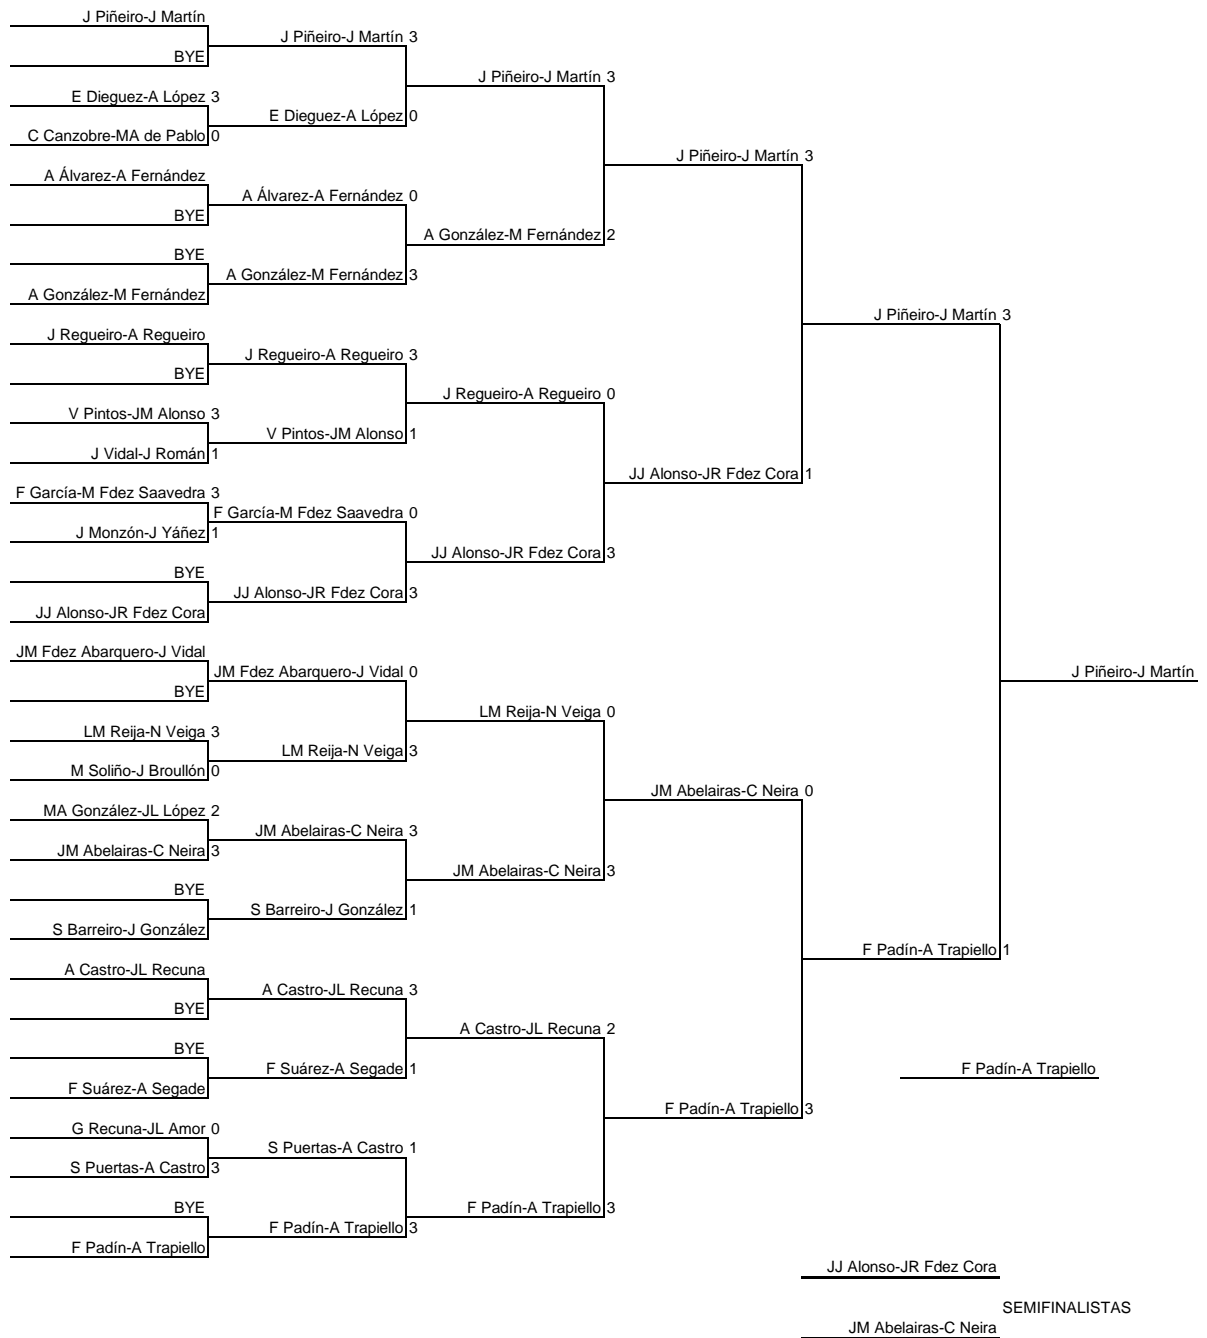 J Piñeiro-J Martín
J Piñeiro-J Martín 3
BYE
J Piñeiro-J Martín 3
E Dieguez-A López 3
E Dieguez-A López 0
C Canzobre-MA de Pablo 0
J Piñeiro-J Martín 3
A Álvarez-A Fernández
A Álvarez-A Fernández 0
BYE
A González-M Fernández 2
BYE
A González-M Fernández 3
A González-M Fernández
J Piñeiro-J Martín 3
J Regueiro-A Regueiro
J Regueiro-A Regueiro 3
BYE
J Regueiro-A Regueiro 0
V Pintos-JM Alonso 3
V Pintos-JM Alonso 1
J Vidal-J Román 1
JJ Alonso-JR Fdez Cora 1
F García-M Fdez Saavedra 3
F García-M Fdez Saavedra 0
J Monzón-J Yáñez 1
JJ Alonso-JR Fdez Cora 3
BYE
JJ Alonso-JR Fdez Cora 3
JJ Alonso-JR Fdez Cora
JM Fdez Abarquero-J Vidal
JM Fdez Abarquero-J Vidal 0
J Piñeiro-J Martín
BYE
LM Reija-N Veiga 0
LM Reija-N Veiga 3
LM Reija-N Veiga 3
M Soliño-J Broullón 0
JM Abelairas-C Neira 0
MA González-JL López 2
JM Abelairas-C Neira 3
JM Abelairas-C Neira 3
JM Abelairas-C Neira 3
BYE
S Barreiro-J González 1
S Barreiro-J González
F Padín-A Trapiello 1
A Castro-JL Recuna
A Castro-JL Recuna 3
BYE
A Castro-JL Recuna 2
BYE
F Suárez-A Segade 1
F Padín-A Trapiello
F Suárez-A Segade
F Padín-A Trapiello 3
G Recuna-JL Amor 0
S Puertas-A Castro 1
S Puertas-A Castro 3
BYE
F Padín-A Trapiello 3
F Padín-A Trapiello 3
F Padín-A Trapiello
JJ Alonso-JR Fdez Cora
SEMIFINALISTAS
JM Abelairas-C Neira